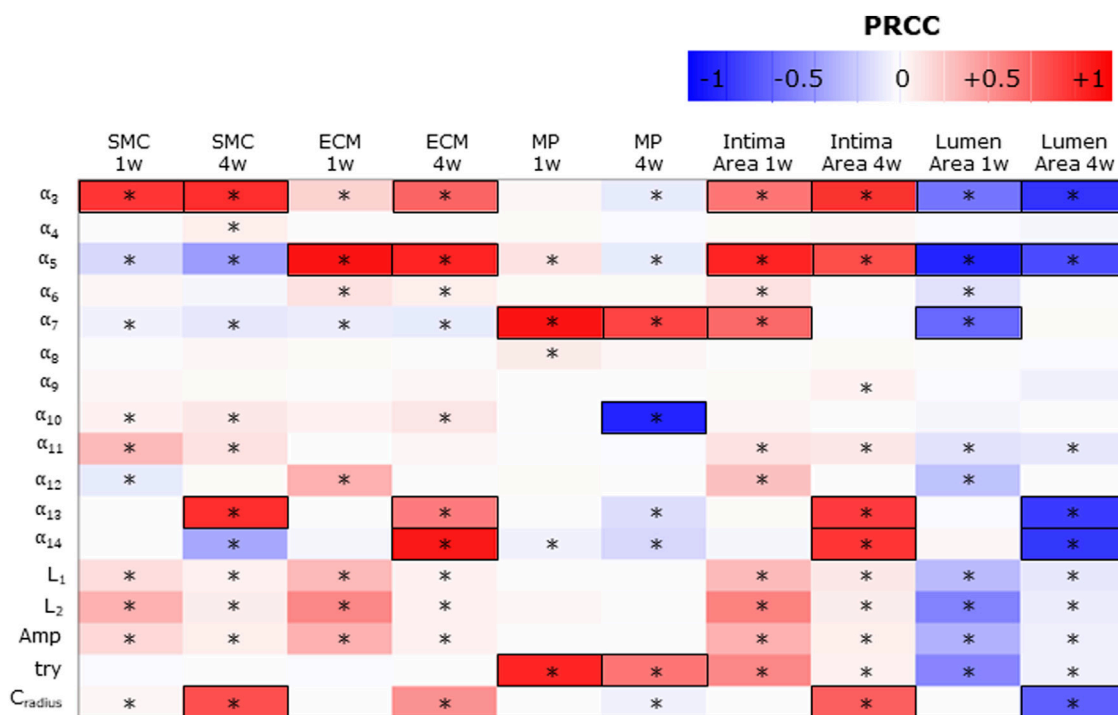 PRCC
-1 -0.5 0 +0.5 +1
SMC 1w SMC 4w ECM 1w ECM 4w MP 1w MP 4w Intima Area 1w Intima Area 4w Lumen Area 1w Lumen Area 4w
α3 * * * * * * * * *
α4 *
α5 * * * * * * * * * *
α6 * * * *
α7 * * * * * * * *
α8 *
α9 *
α10 * * * *
α11 * * * * * *
α12 * * * *
α13 * * * * *
α14 * * * * * *
L1 * * * * * * * *
L2 * * * * * * * *
Amp * * * * * * * *
try * * * * * *
Cradius * * * * * *